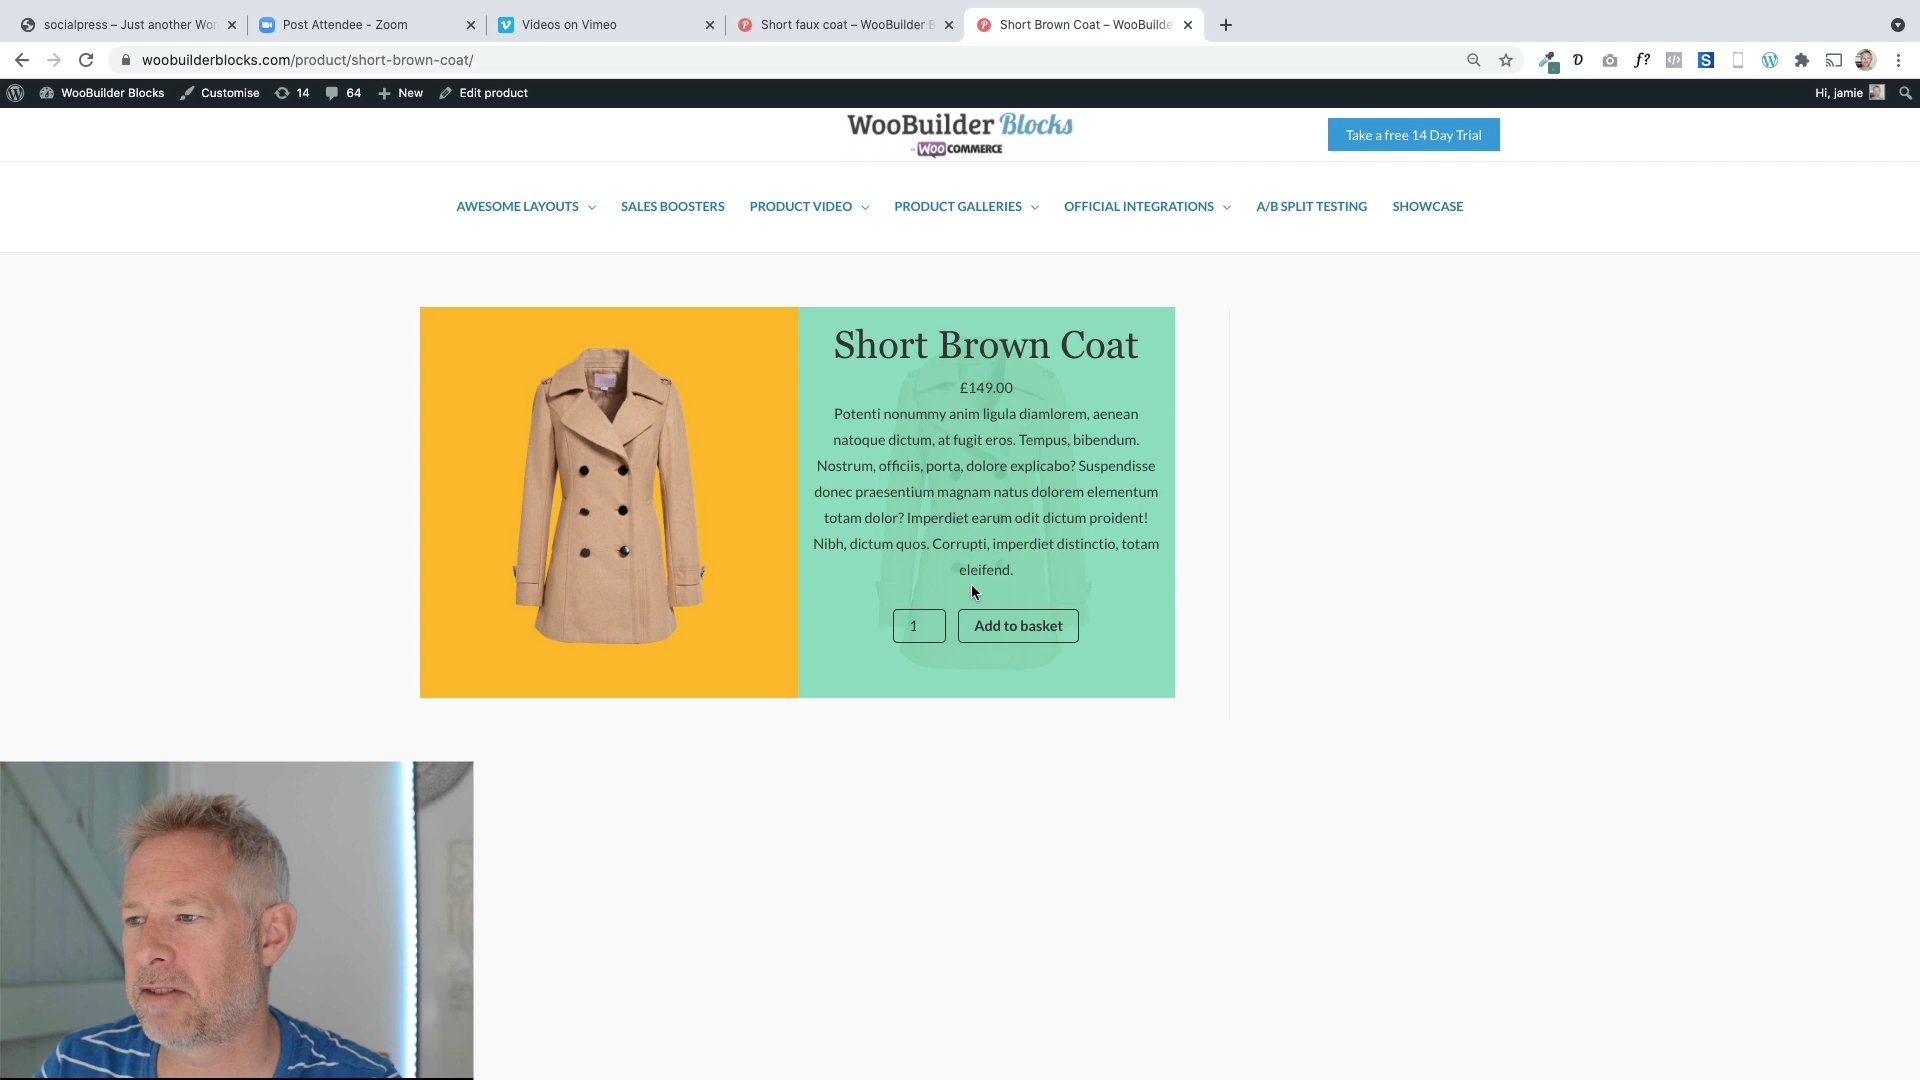 socialpress – Just another Wor
Post Attendee - Zoom
Videos on Vimeo
Short faux coat – WooBuilder B
Short Brown Coat – WooBuilde
woobuilderblocks.com/product/short-brown-coat/
WooBuilder Blocks
Customise
14
64
New
Edit product
Hi, jamie
WooBuilder Blocks
WOO COMMERCE
Take a free 14 Day Trial
AWESOME LAYOUTS
SALES BOOSTERS
PRODUCT VIDEO
PRODUCT GALLERIES
OFFICIAL INTEGRATIONS
A/B SPLIT TESTING
SHOWCASE
Short Brown Coat
£149.00
Potenti nonummy anim ligula diamlorem, aenean
natoque dictum, at fugit eros. Tempus, bibendum.
Nostrum, officiis, porta, dolore explicabo? Suspendisse
donec praesentium magnam natus dolorem elementum
totam dolor? Imperdiet earum odit dictum proident!
Nibh, dictum quos. Corrupti, imperdiet distinctio, totam
eleifend.
1
Add to basket